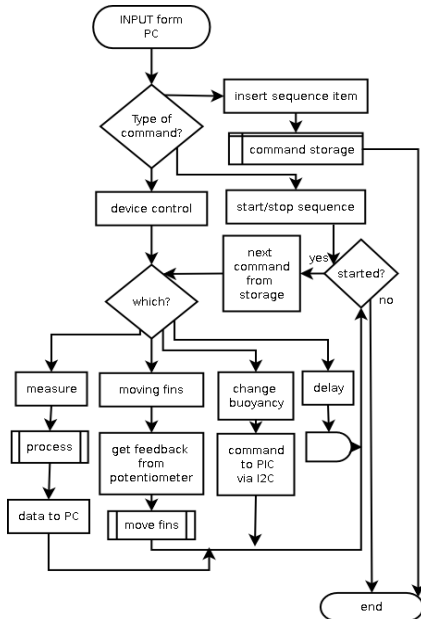 INPUT form
PC
Type of
command?
insert sequence item
command storage
device control
start/stop sequence
next
command
from
storage
yes
started?
no
which?
measure
moving fins
change
buoyancy
delay
process
get feedback
from
potentiometer
command
to PIC
via I2C
data to PC
move fins
end